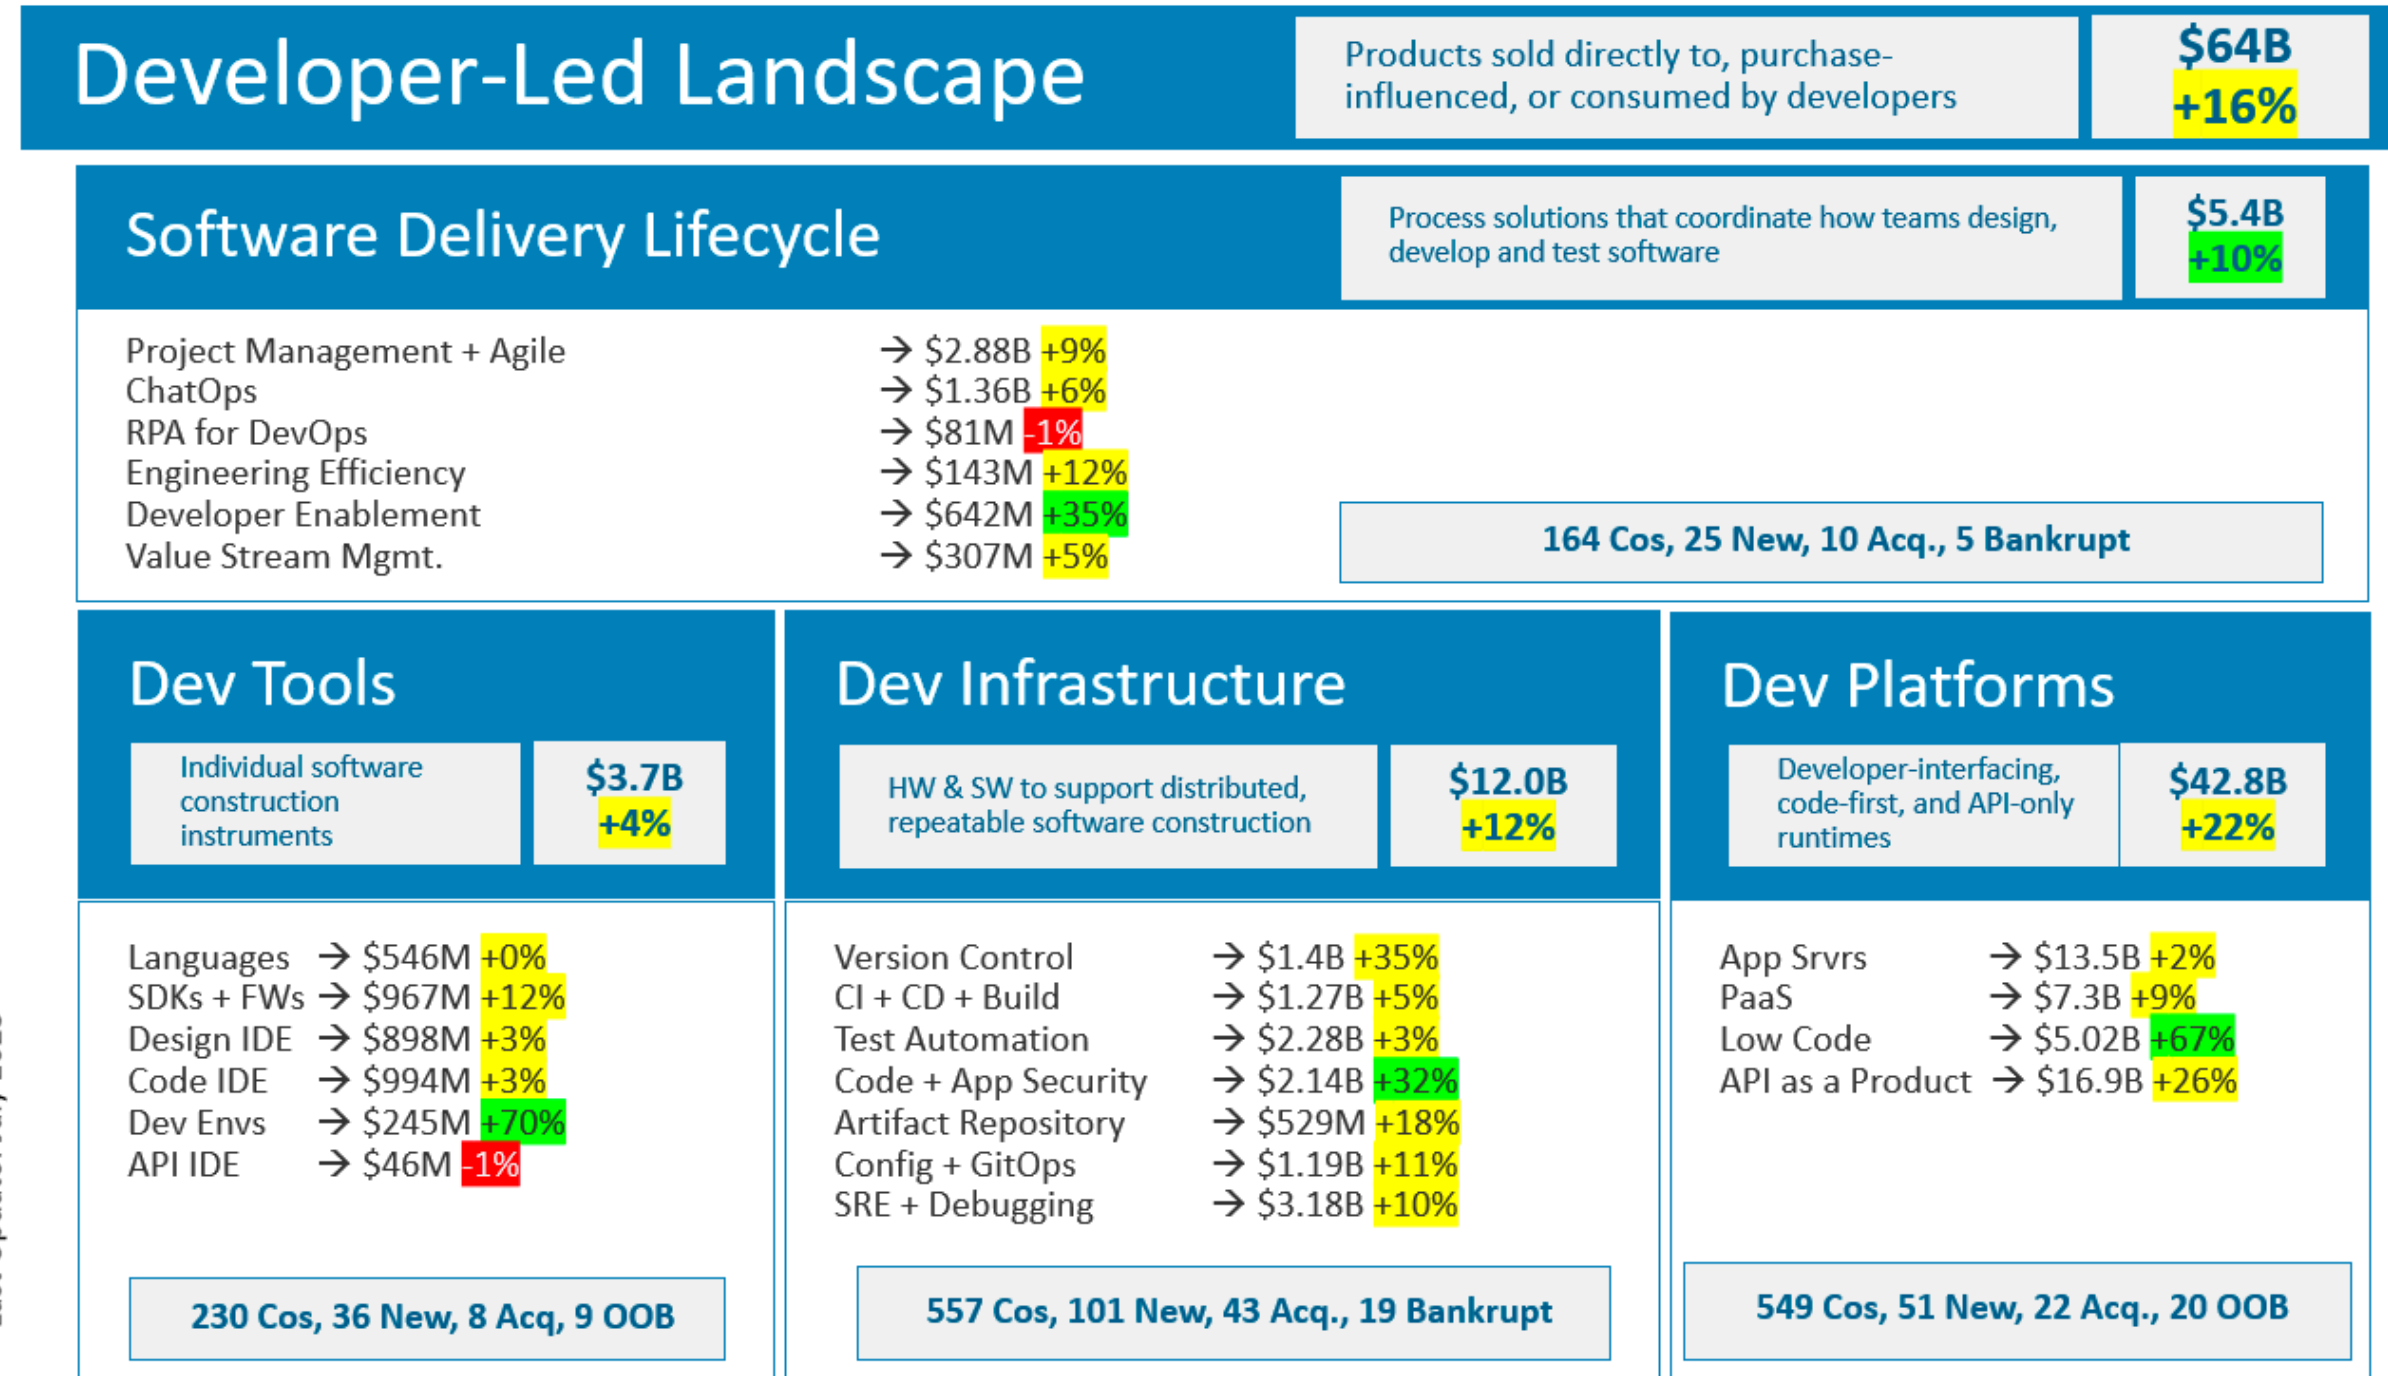 Developer-Led Landscape
Products sold directly to, purchase-
influenced, or consumed by developers
$64B
+16%
Software Delivery Lifecycle
Process solutions that coordinate how teams design,
develop and test software
$5.4B
+10%
Project Management + Agile → $2.88B +9%
ChatOps → $1.36B +6%
RPA for DevOps → $81M -1%
Engineering Efficiency → $143M +12%
Developer Enablement → $642M +35%
Value Stream Mgmt. → $307M +5%
164 Cos, 25 New, 10 Acq., 5 Bankrupt
Dev Tools
Individual software
construction
instruments
$3.7B
+4%
Languages → $546M +0%
SDKs + FWs → $967M +12%
Design IDE → $898M +3%
Code IDE → $994M +3%
Dev Envs → $245M +70%
API IDE → $46M -1%
230 Cos, 36 New, 8 Acq, 9 OOB
Dev Infrastructure
HW & SW to support distributed,
repeatable software construction
$12.0B
+12%
Version Control → $1.4B +35%
CI + CD + Build → $1.27B +5%
Test Automation → $2.28B +3%
Code + App Security → $2.14B +32%
Artifact Repository → $529M +18%
Config + GitOps → $1.19B +11%
SRE + Debugging → $3.18B +10%
557 Cos, 101 New, 43 Acq., 19 Bankrupt
Dev Platforms
Developer-interfacing,
code-first, and API-only
runtimes
$42.8B
+22%
App Srvrs → $13.5B +2%
PaaS → $7.3B +9%
Low Code → $5.02B +67%
API as a Product → $16.9B +26%
549 Cos, 51 New, 22 Acq., 20 OOB